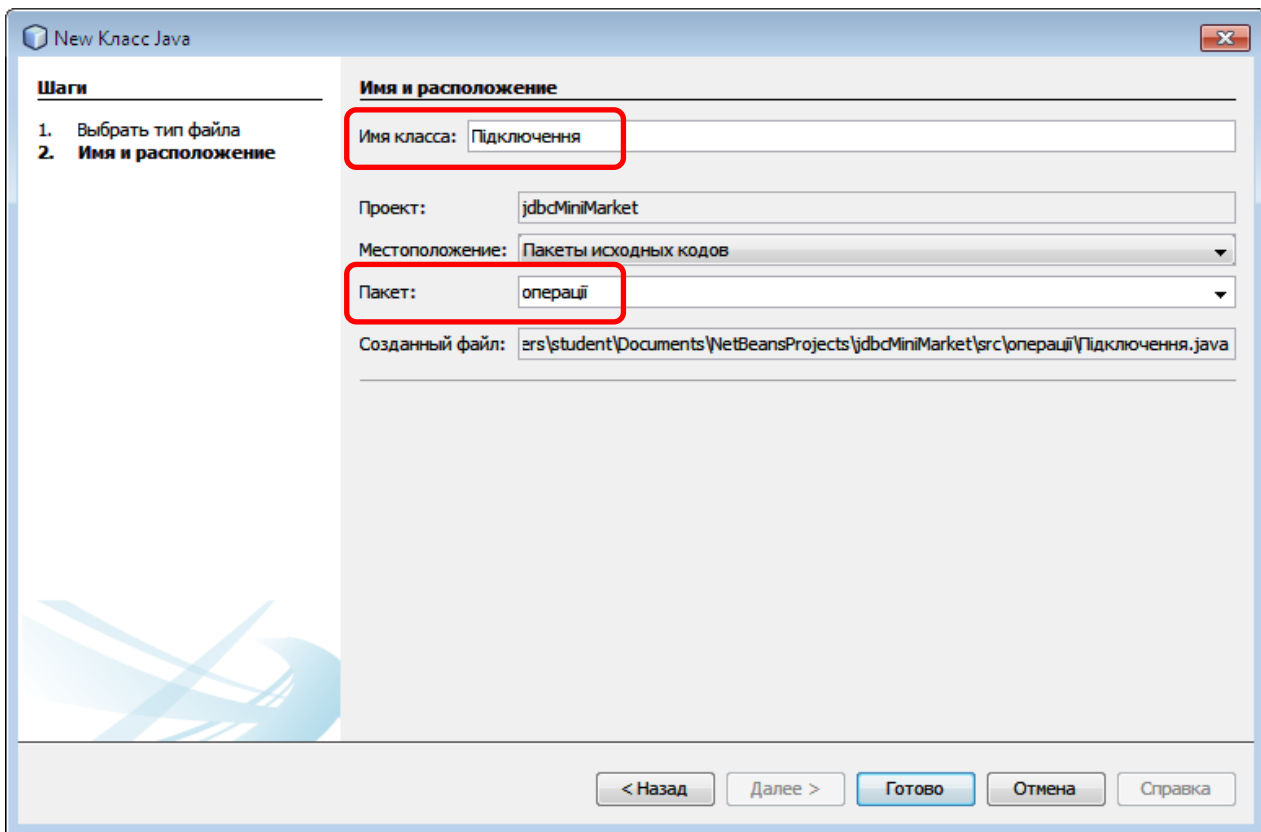 New Класс Java
Шаги
1. Выбрать тип файла
2. Имя и расположение
Имя и расположение
Имя класса: Підключення
Проект: jdbcMiniMarket
Местоположение: Пакеты исходных кодов
Пакет: операції
Созданный файл: ers\student\Documents\NetBeansProjects\jdbcMiniMarket\src\операції\Підключення.java
< Назад Далее > Готово Отмена Справка